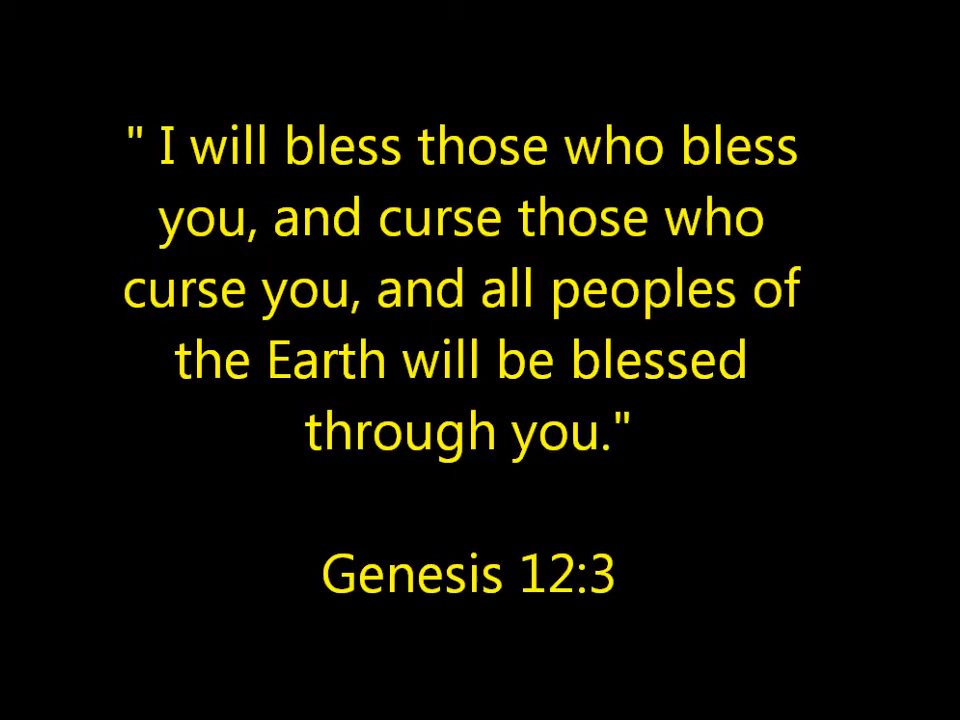 " I will bless those who bless
you, and curse those who
curse you, and all peoples of
the Earth will be blessed
through you."
Genesis 12:3